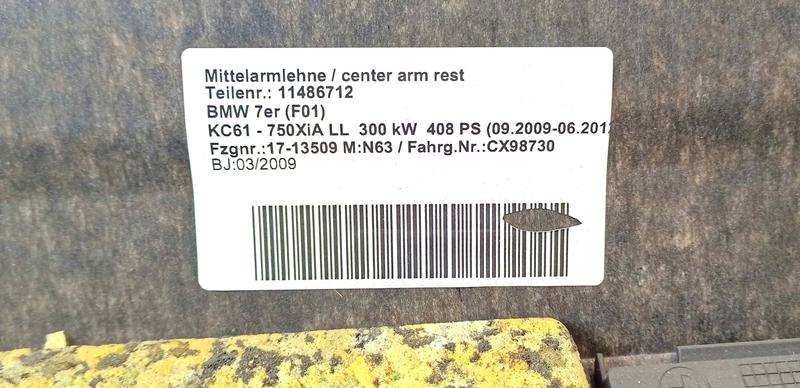 Mittelarmlehne / center arm rest
Teilenr.: 11486712
BMW 7er (F01)
KC61 - 750XiA LL 300 kW 408 PS (09.2009-06.2012
Fzgnr.:17-13509 M:N63 / Fahrg.Nr.:CX98730
BJ:03/2009